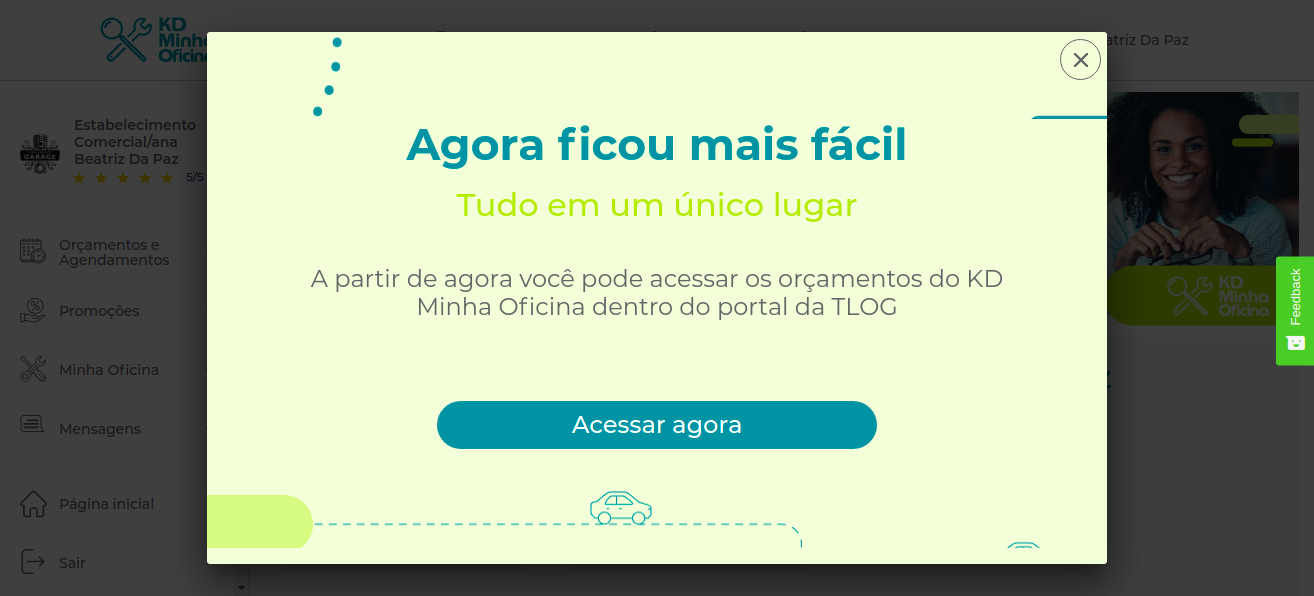 KD
Minha
Oficina
atriz Da Paz
Estabelecimento
Comercial/ana
Beatriz Da Paz
5/5
GARAGE
Orçamentos e
Agendamentos
Promoções
Minha Oficina
Mensagens
Página inicial
Sair
Agora ficou mais fácil
Tudo em um único lugar
A partir de agora você pode acessar os orçamentos do KD
Minha Oficina dentro do portal da TLOG
Acessar agora
KD
Minha
Oficina
Feedback